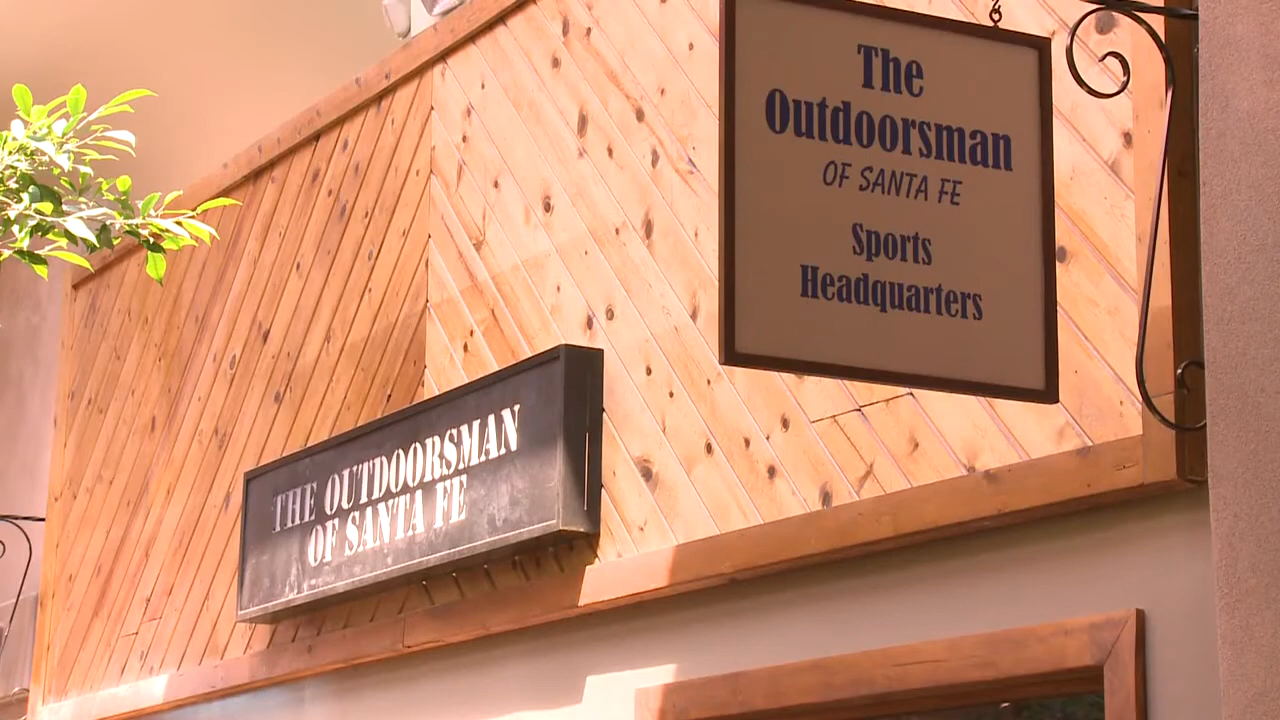 The
Outdoorsman
OF SANTA FE
Sports
Headquarters
THE OUTDOORSMAN
OF SANTA FE